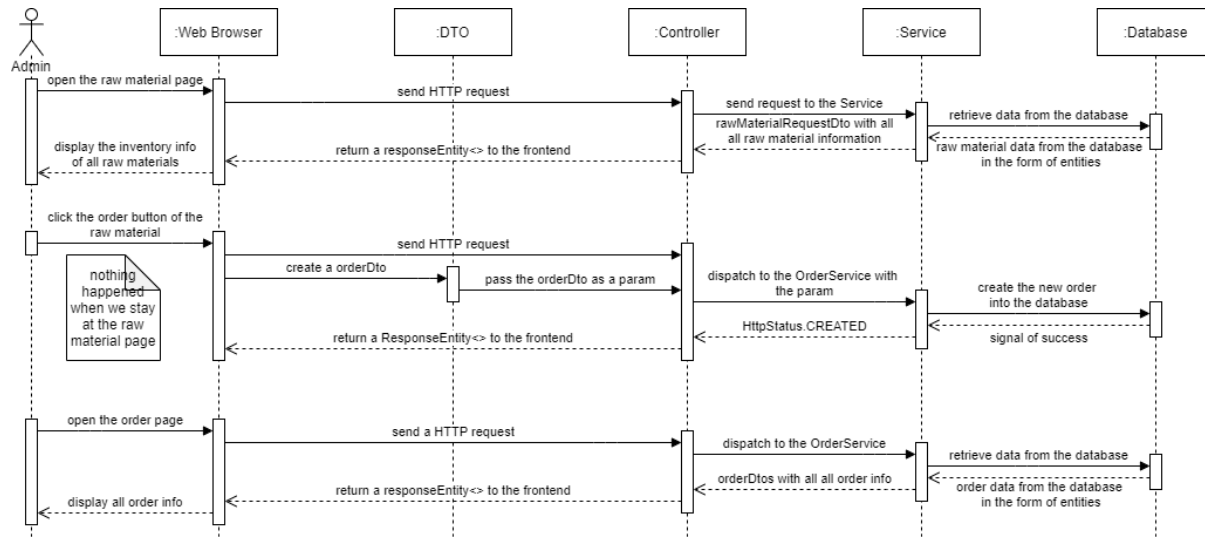 :Web Browser
:DTO
:Controller
:Service
:Database
Admin
open the raw material page
send HTTP request
send request to the Service
retrieve data from the database
rawMaterialRequestDto with all
all raw material information
raw material data from the database
in the form of entities
return a responseEntity<> to the frontend
display the inventory info
of all raw materials
click the order button of the
raw material
send HTTP request
create a orderDto
pass the orderDto as a param
dispatch to the OrderService with
the param
create the new order
into the database
nothing
happened
when we stay
at the raw
material page
HttpStatus.CREATED
signal of success
return a ResponseEntity<> to the frontend
open the order page
send a HTTP request
dispatch to the OrderService
retrieve data from the database
orderDtos with all all order info
order data from the database
in the form of entities
return a responseEntity<> to the frontend
display all order info